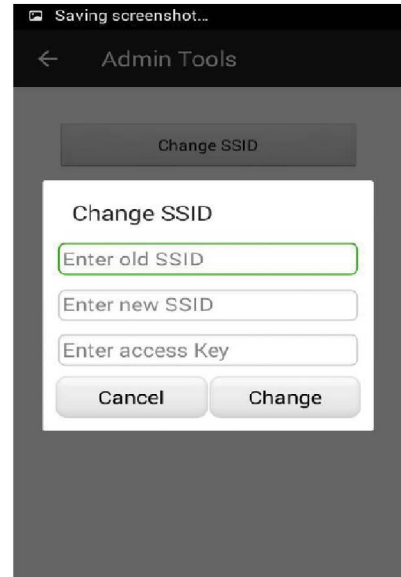 Saving screenshot...
Admin Tools
Change SSID
Change SSID
Enter old SSID
Enter new SSID
Enter access Key
Cancel Change